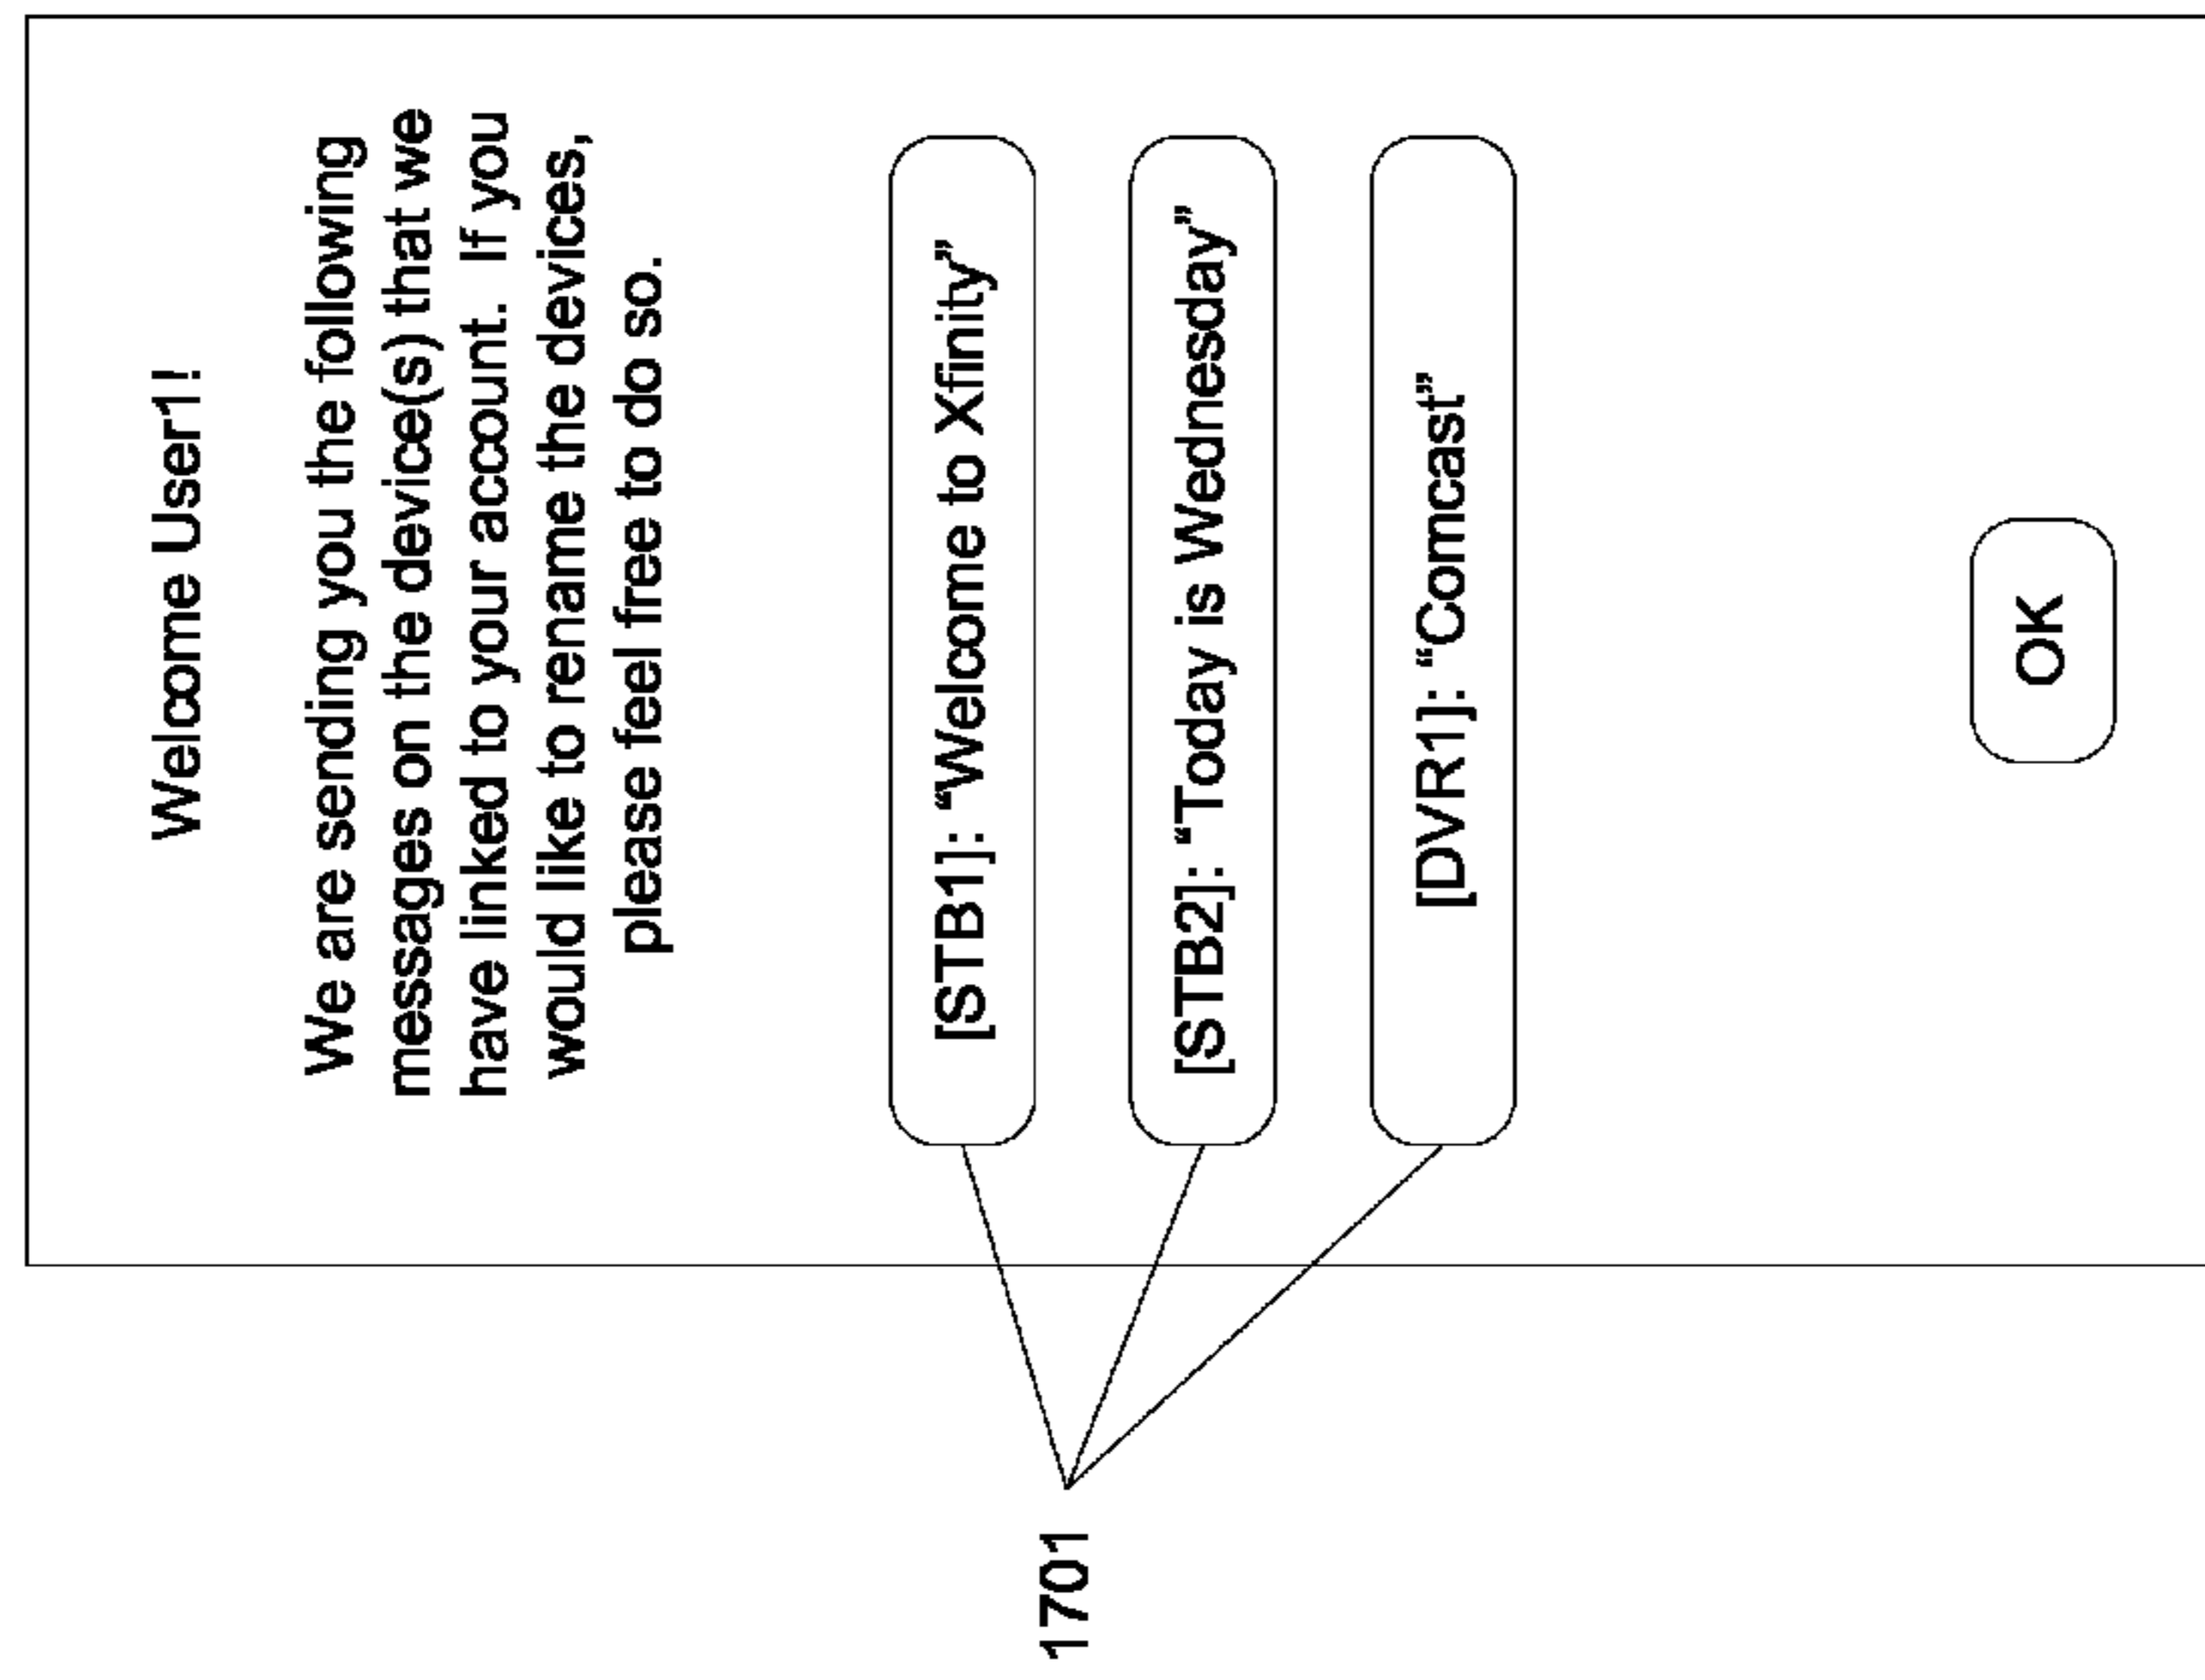 Welcome User1!
We are sending you the following
messages on the device(s) that we
have linked to your account. If you
would like to rename the devices,
please feel free to do so.
[STB1]: “Welcome to Xfinity”
[STB2]: “Today is Wednesday”
[DVR1]: “Comcast”
OK
1701